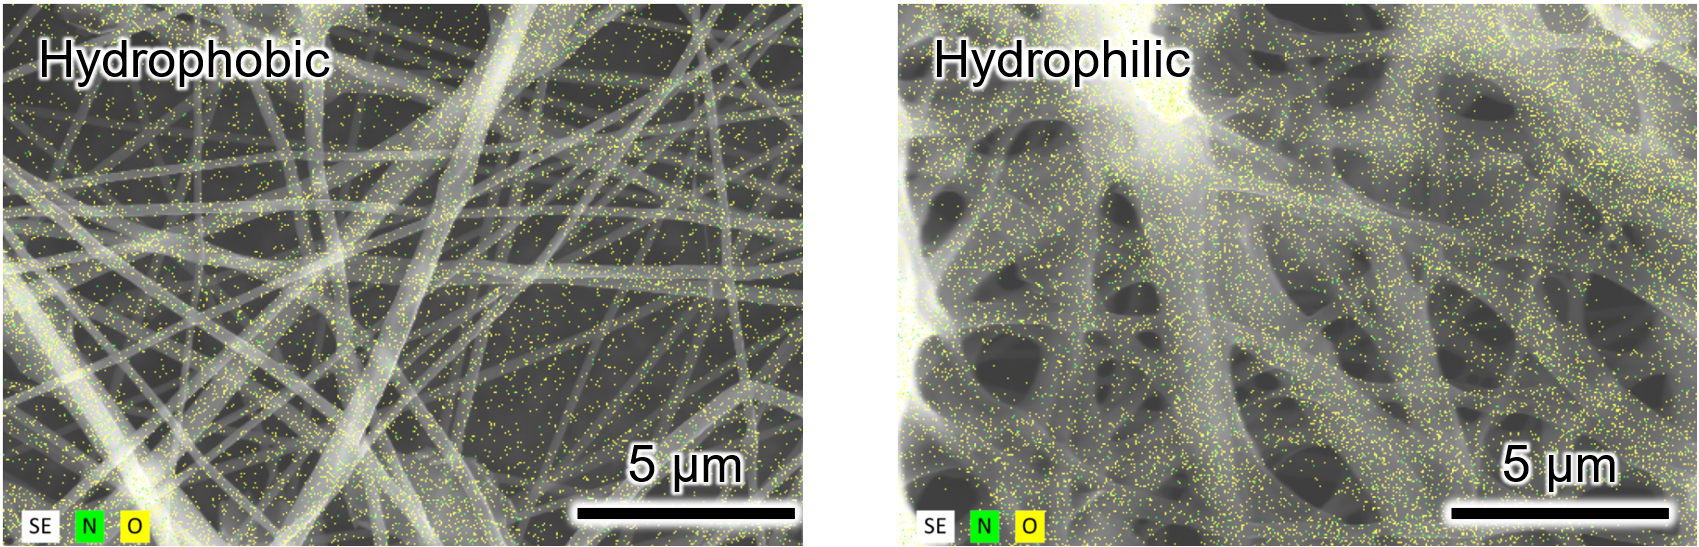 Hydrophobic
5 µm
SE N O
Hydrophilic
5 µm
SE N O